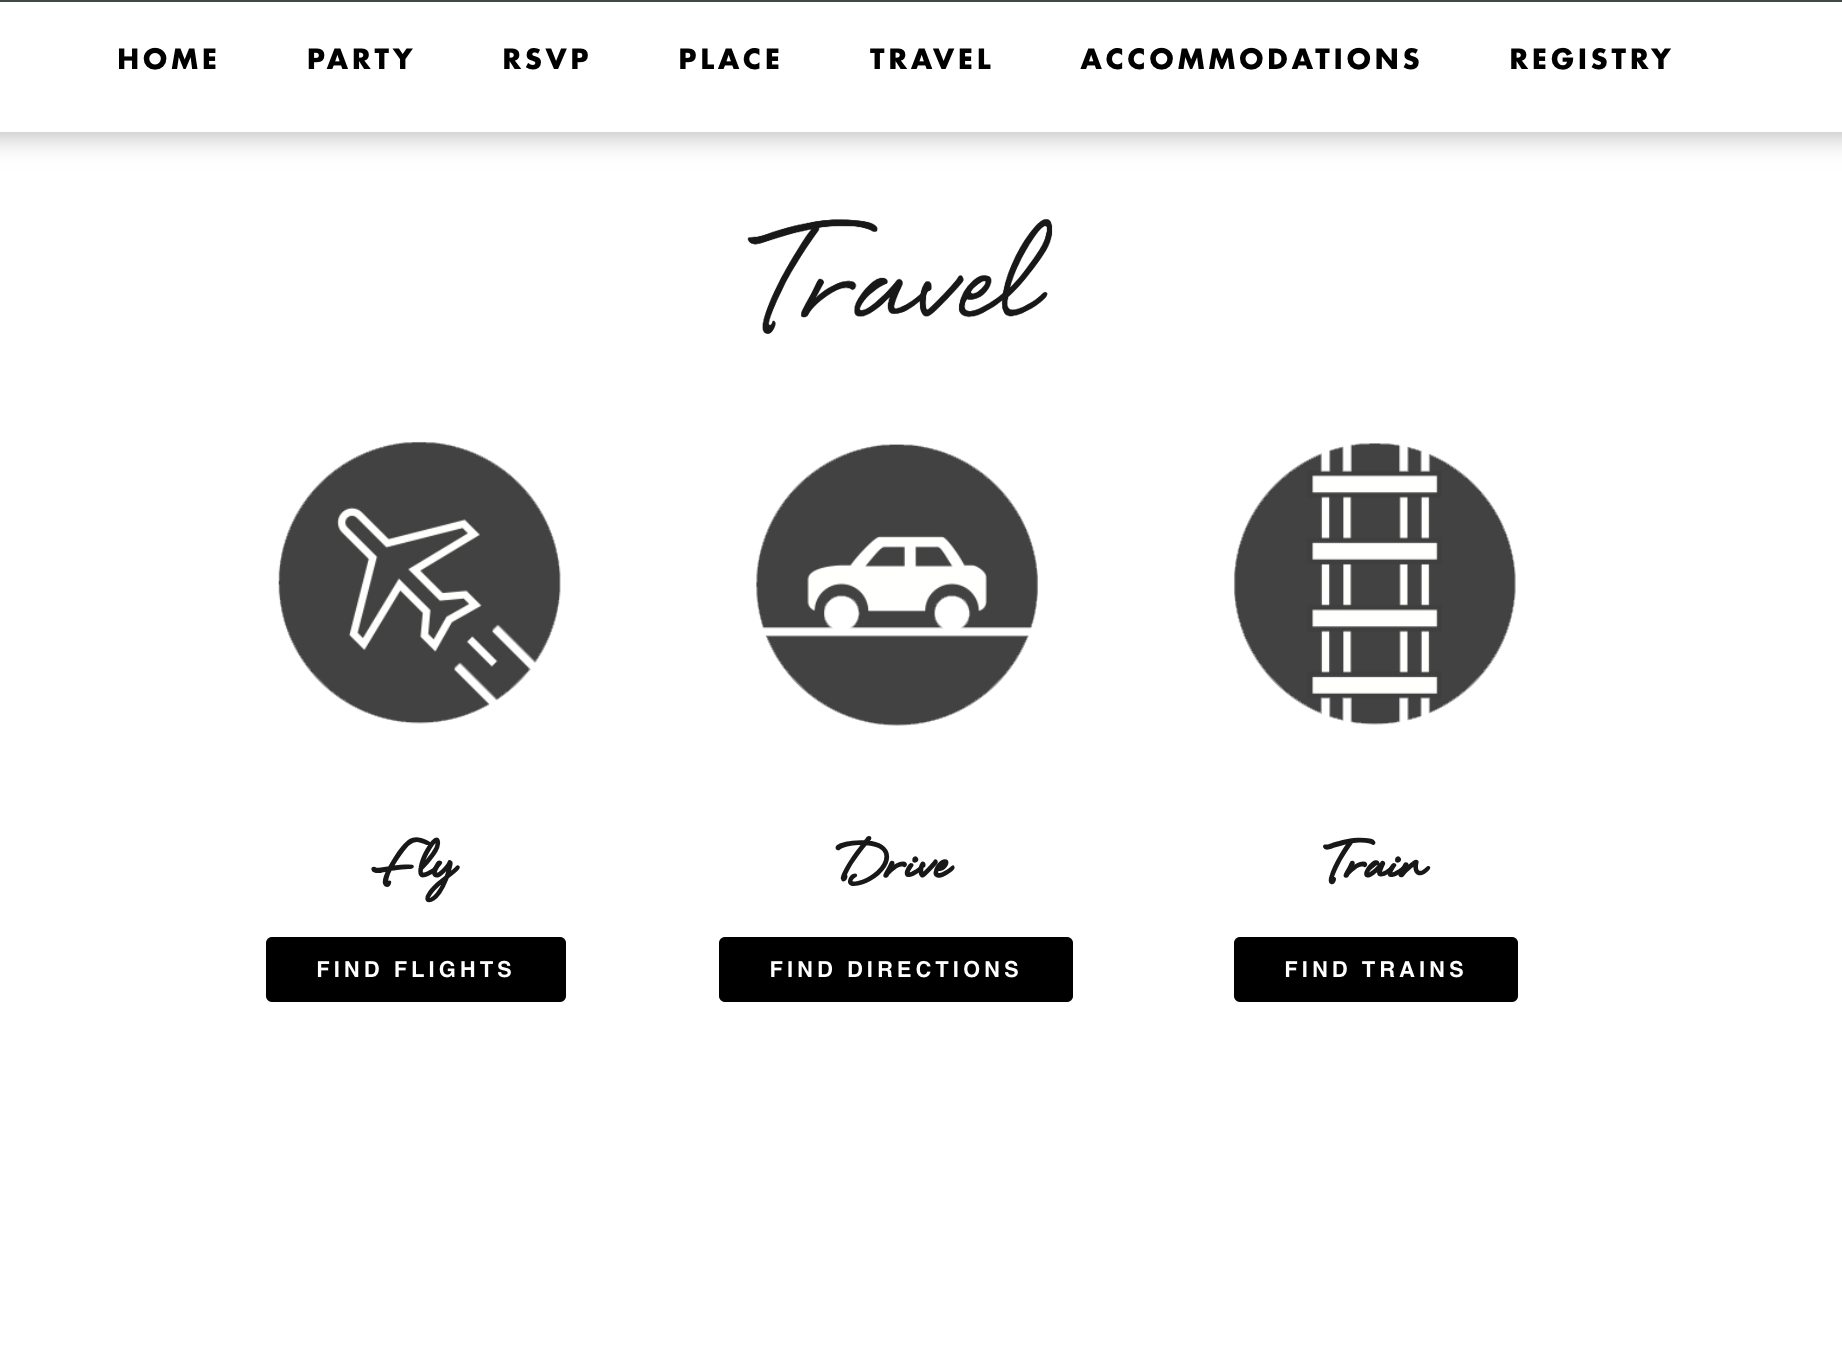 HOME PARTY RSVP PLACE TRAVEL ACCOMMODATIONS REGISTRY
Travel
Fly Drive Train
FIND FLIGHTS FIND DIRECTIONS FIND TRAINS